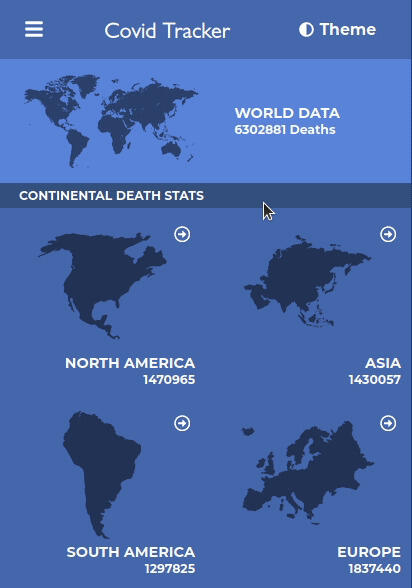 Covid Tracker
Theme
WORLD DATA
6302881 Deaths
CONTINENTAL DEATH STATS
NORTH AMERICA
1470965
ASIA
1430057
SOUTH AMERICA
1297825
EUROPE
1837440